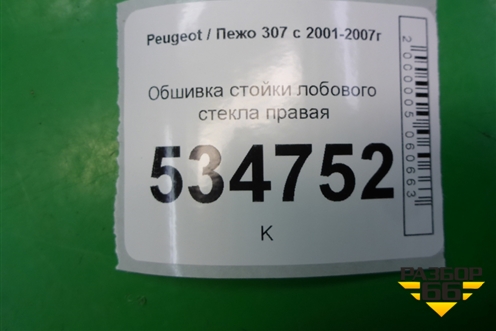 Peugeot / Пежо 307 с 2001-2007г
Обшивка стойки лобового
стекла правая
534752
К
2000005060663
РАЗБОР
66